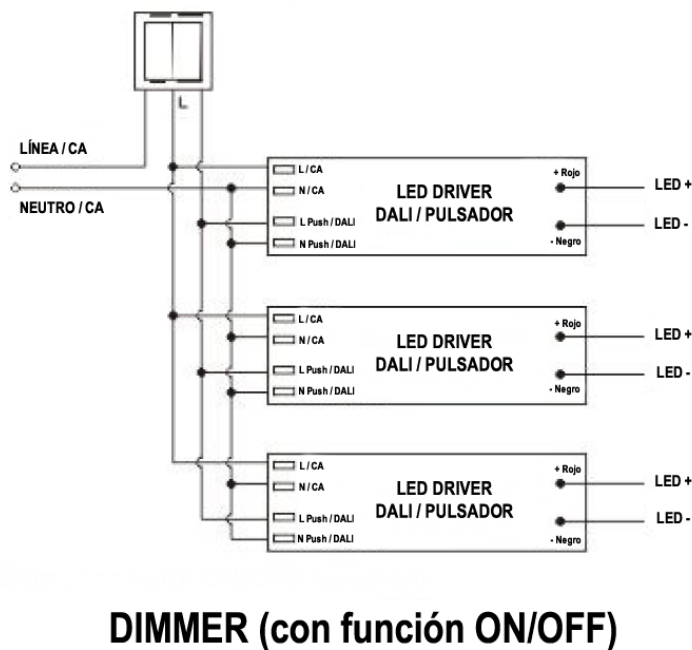 L
LÍNEA / CA
NEUTRO / CA
L / CA
N / CA
L Push / DALI
N Push / DALI
LED DRIVER
DALI / PULSADOR
+ Rojo
- Negro
LED +
LED -
L / CA
N / CA
L Push / DALI
N Push / DALI
LED DRIVER
DALI / PULSADOR
+ Rojo
- Negro
LED +
LED -
L / CA
N / CA
L Push / DALI
N Push / DALI
LED DRIVER
DALI / PULSADOR
+ Rojo
- Negro
LED +
LED -
DIMMER (con función ON/OFF)